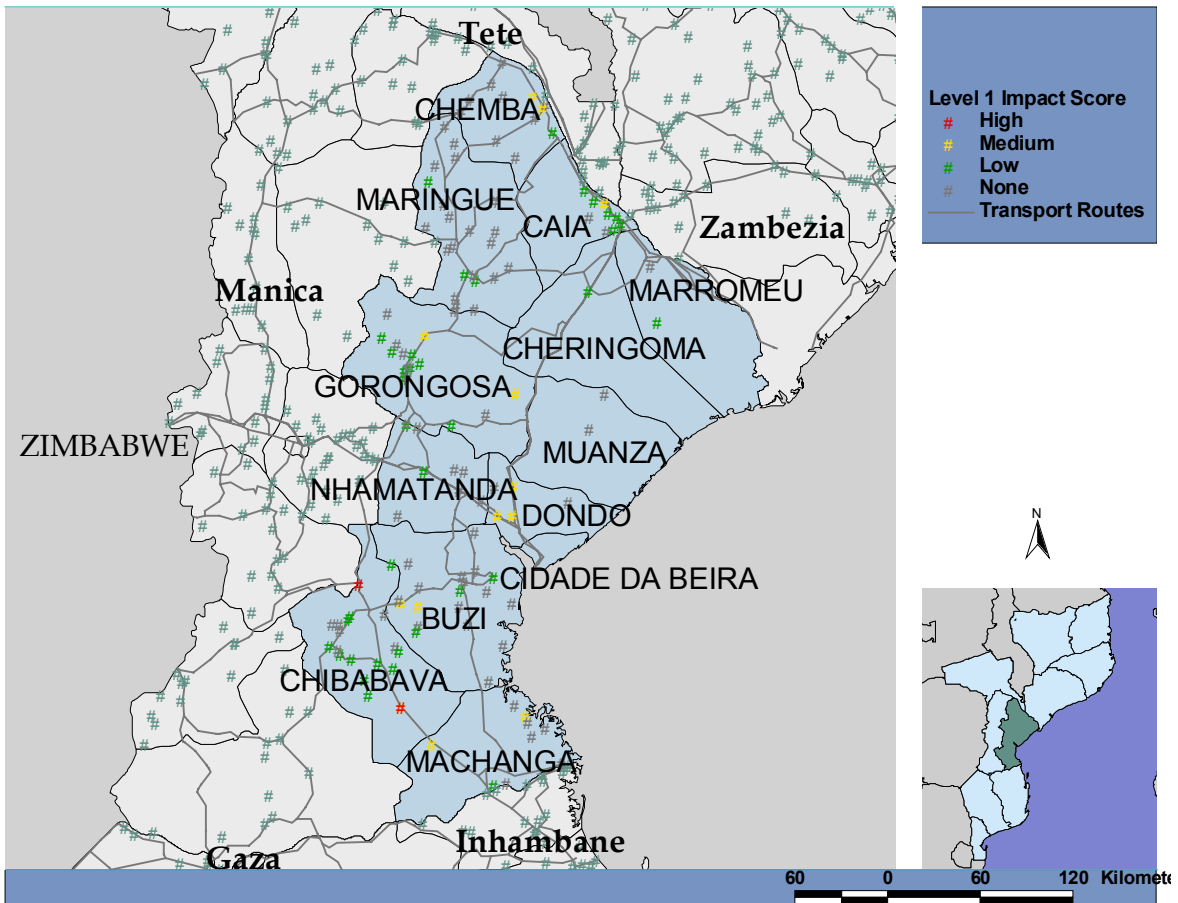 Tete
CHEMBA
MARINGUE
CAIA
Zambezia
Manica
MARROMEU
CHERINGOMA
GORONGOSA
ZIMBABWE
MUANZA
NHAMATANDA
DONDO
CIDADE DA BEIRA
BUZI
CHIBABAVA
MACHANGA
Inhambane
Gaza
Level 1 Impact Score
# High
# Medium
# Low
# None
Transport Routes
N
60 0 60 120 Kilomete